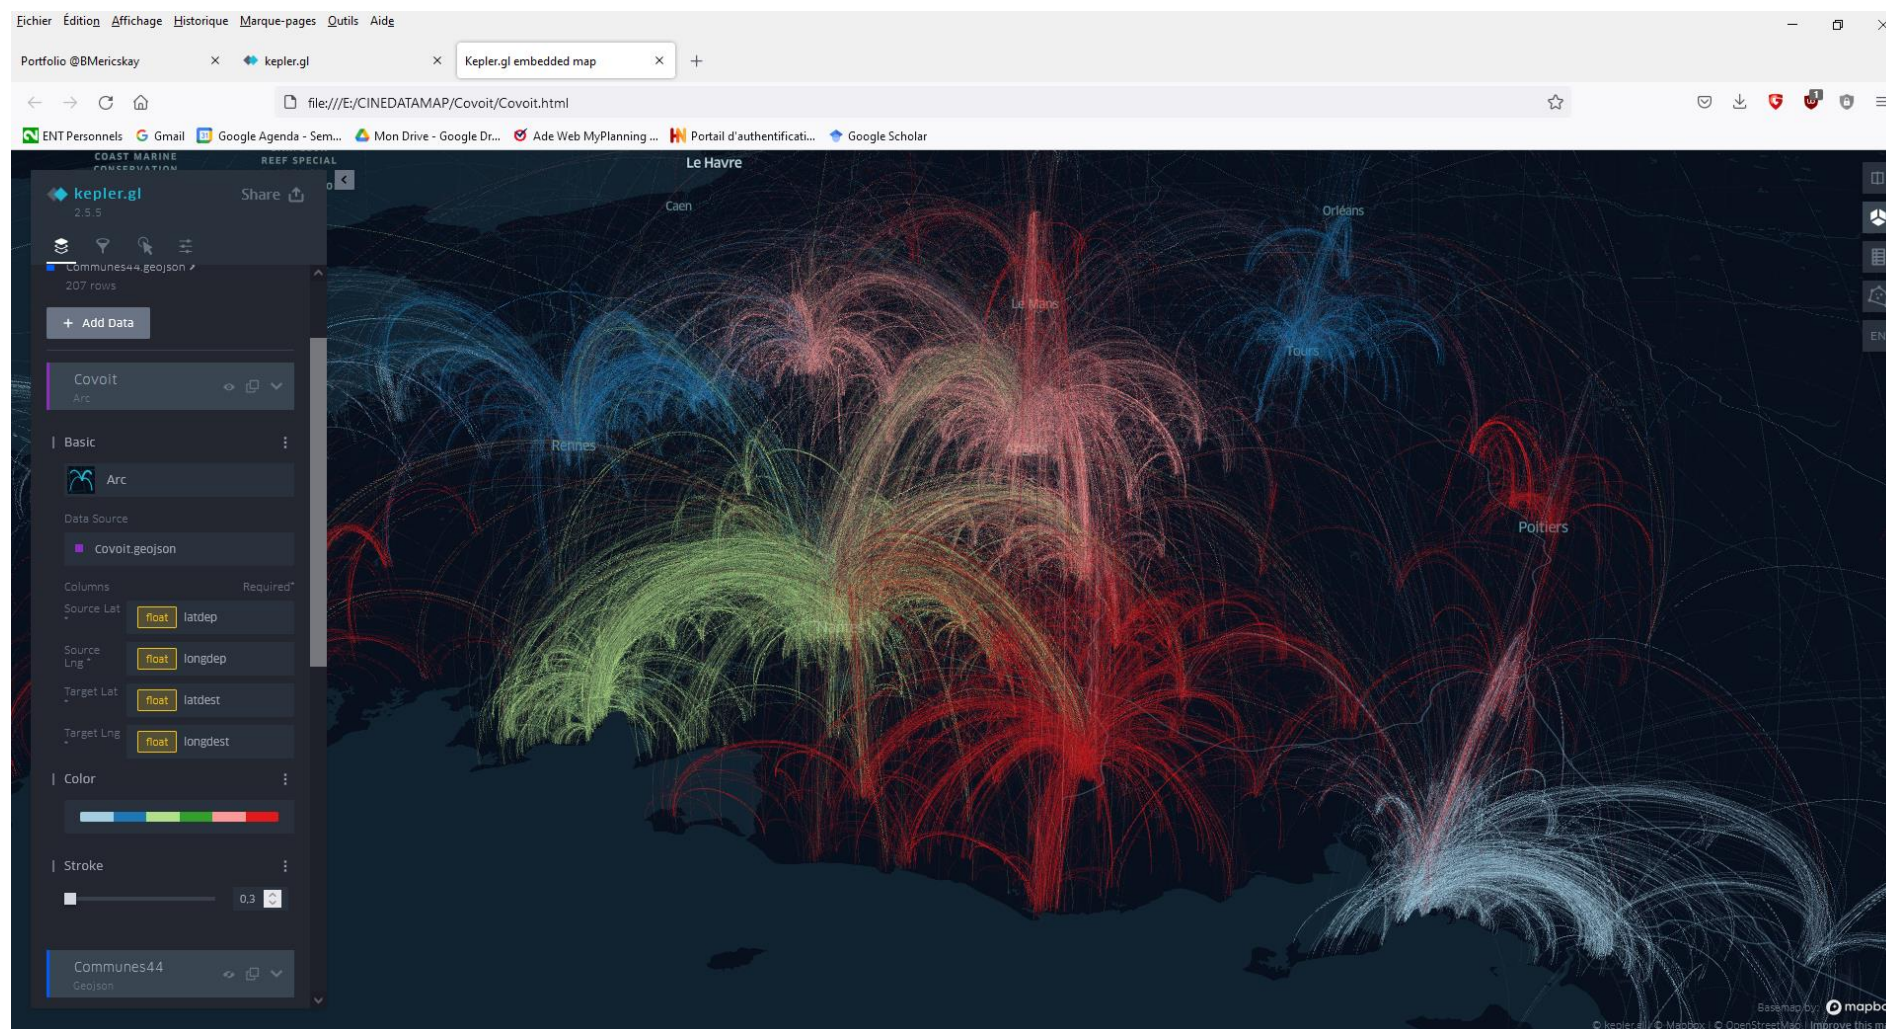 Fichier Édition Affichage Historique Marque-pages Outils Aide
Portfolio @BMericskay
kepler.gl
Kepler.gl embedded map
file:///E:/CINEDATAMAP/Covoit/Covoit.html
ENT Personnels
Gmail
Google Agenda - Sem...
Mon Drive - Google Dr...
Ade Web MyPlanning ...
Portail d'authentificati...
Google Scholar
1
COAST MARINE
CONSERVATION
REEF SPECIAL
kepler.gl
2.5.5
Share
Communes44.geojson
207 rows
+ Add Data
Covoit
Arc
Basic
Arc
Data Source
Covoit.geojson
Columns
Required*
Source Lat *
float latdep
Source Lng *
float longdep
Target Lat *
float latdest
Target Lng *
float longdest
Color
Stroke
0,3
Communes44
Geojson
Le Havre
Caen
Orléans
Le Mans
Tours
Rennes
Poitiers
Nantes
EN
Basemap by: mapbo
© kepler.gl | © Mapbox | © OpenStreetMap | Improve this m